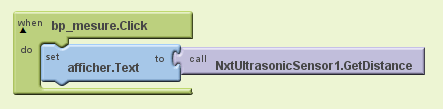 when bp_mesure.Click
do set afficher.Text to call NxtUltrasonicSensor1.GetDistance